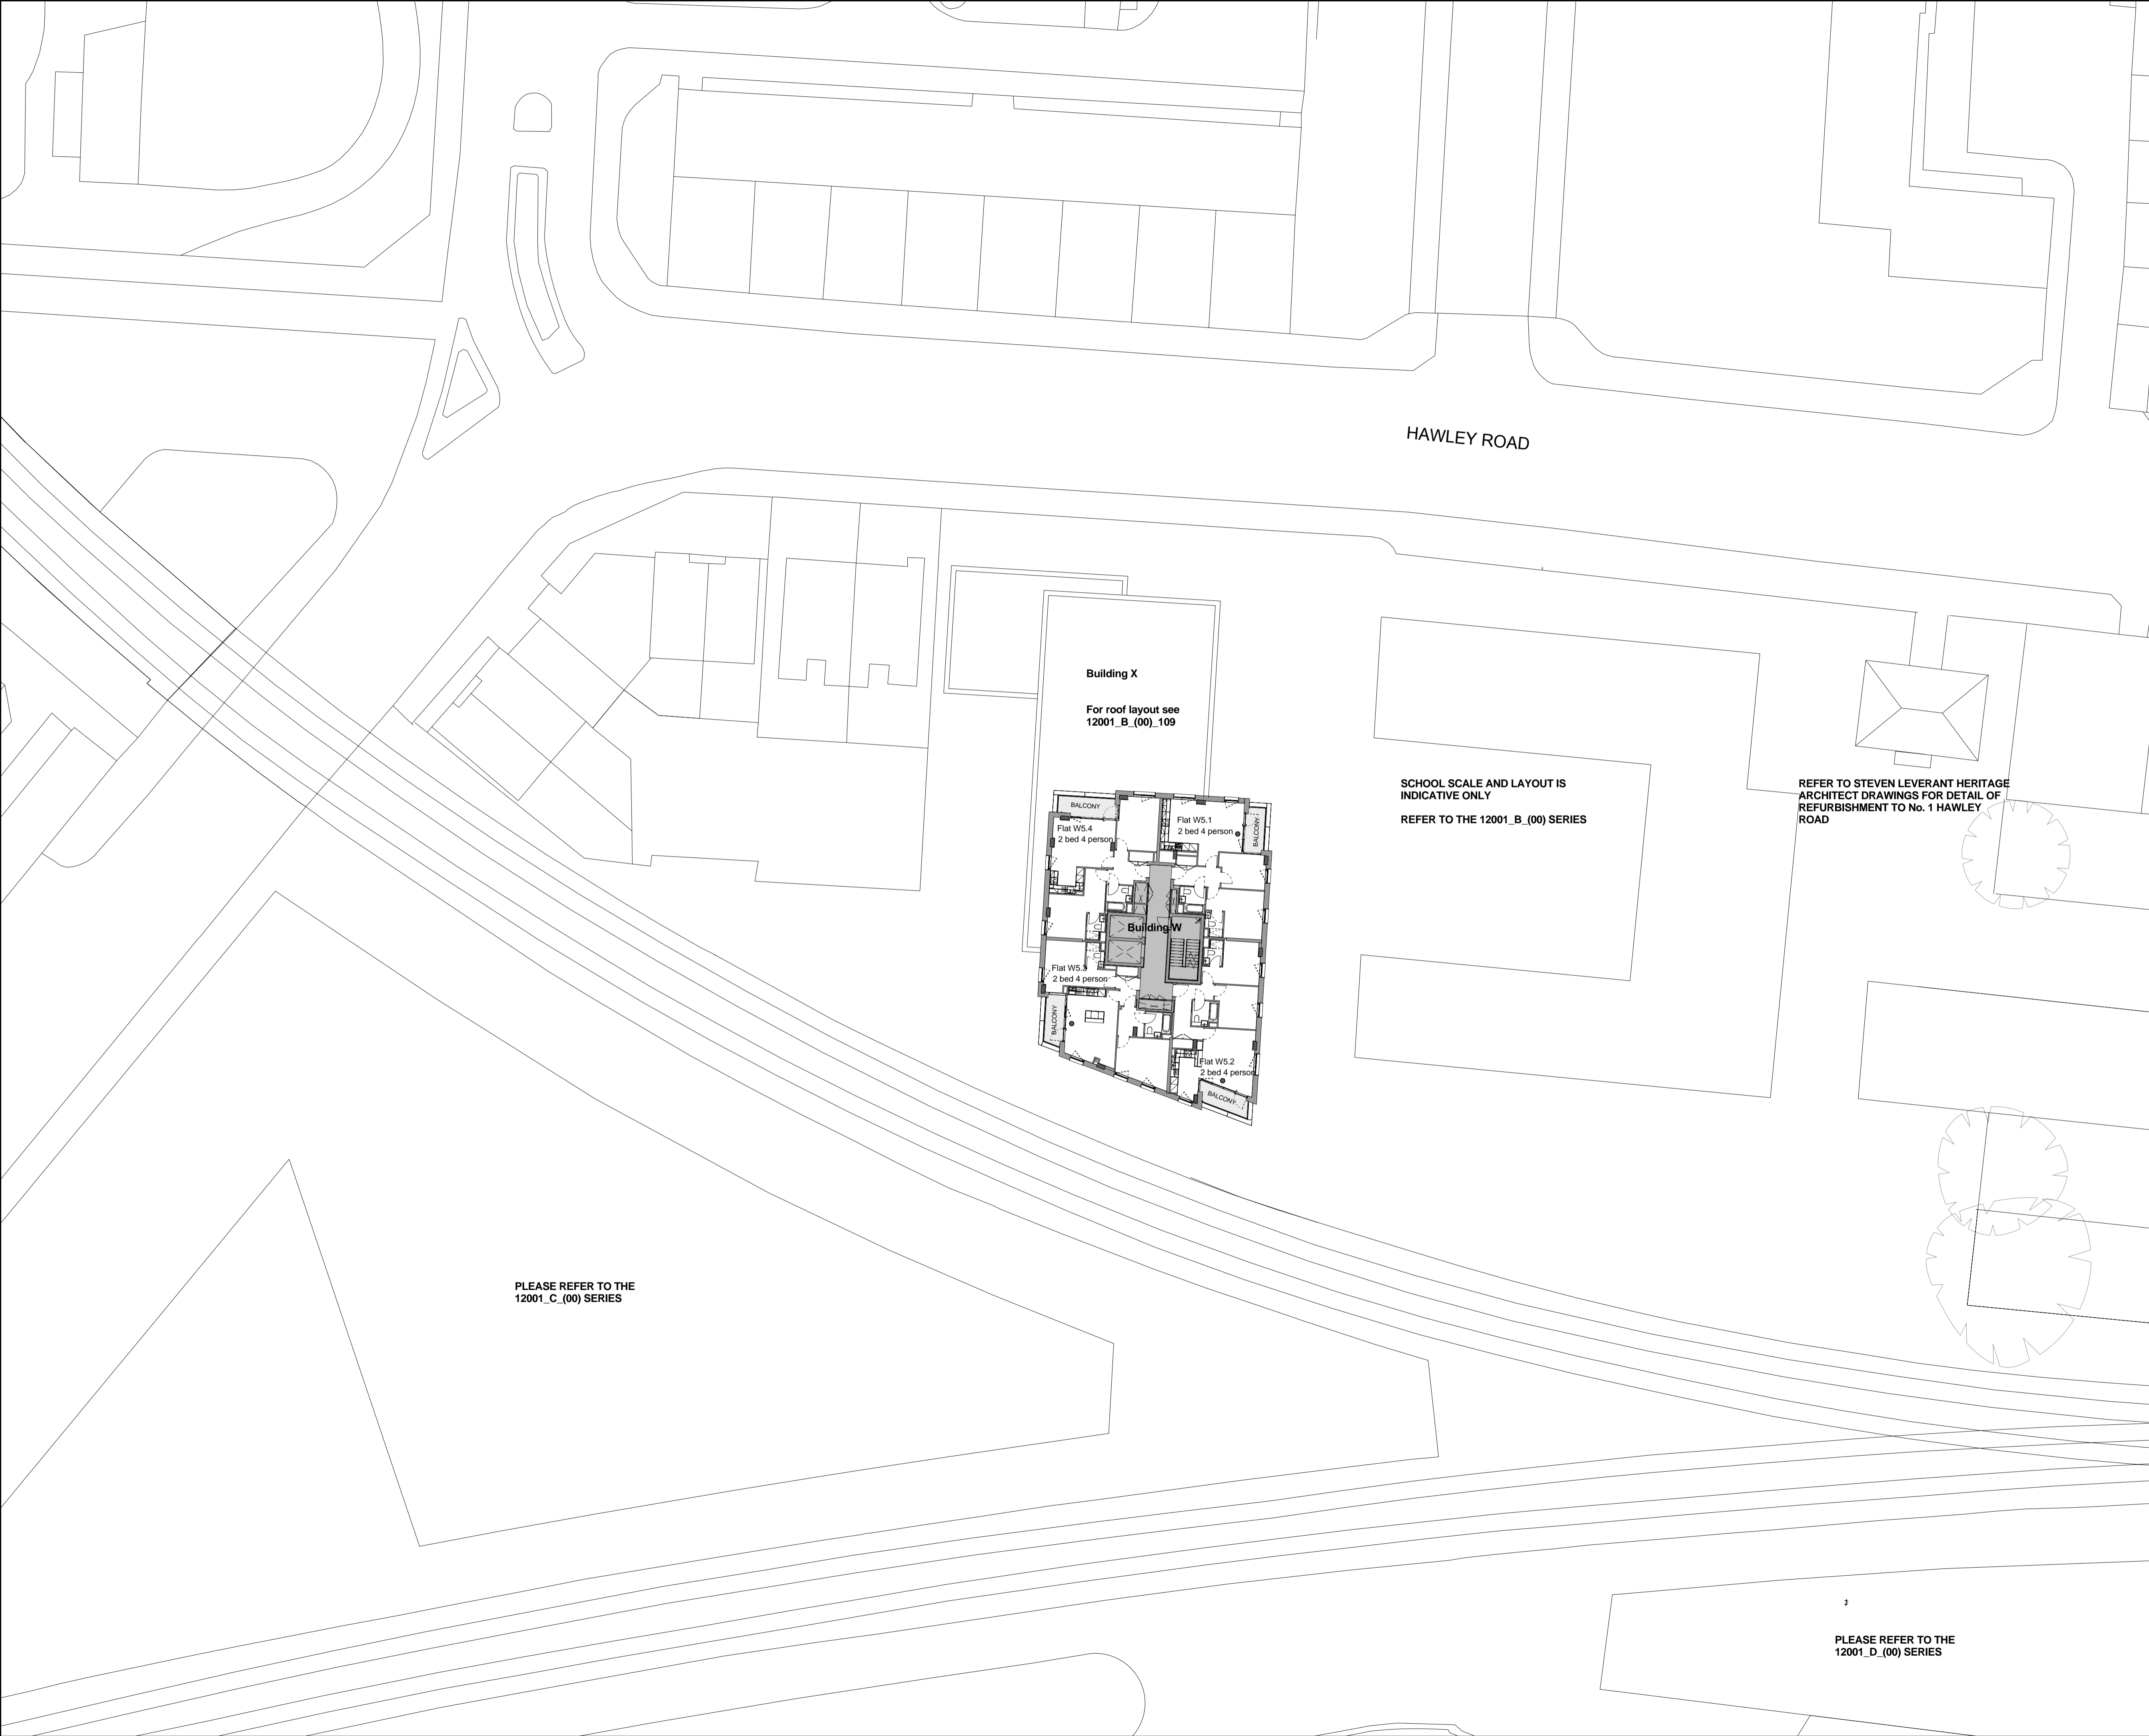 HAWLEY ROAD
Building X
For roof layout see
12001_B_(00)_109
SCHOOL SCALE AND LAYOUT IS
INDICATIVE ONLY
REFER TO THE 12001_B_(00) SERIES
REFER TO STEVEN LEVERANT HERITAGE
ARCHITECT DRAWINGS FOR DETAIL OF
REFURBISHMENT TO No. 1 HAWLEY
ROAD
BALCONY
Flat W5.4
2 bed 4 person
Flat W5.1
2 bed 4 person
BALCONY
Building W
Flat W5.3
2 bed 4 person
BALCONY
Flat W5.2
2 bed 4 person
BALCONY
PLEASE REFER TO THE
12001_C_(00) SERIES
PLEASE REFER TO THE
12001_D_(00) SERIES